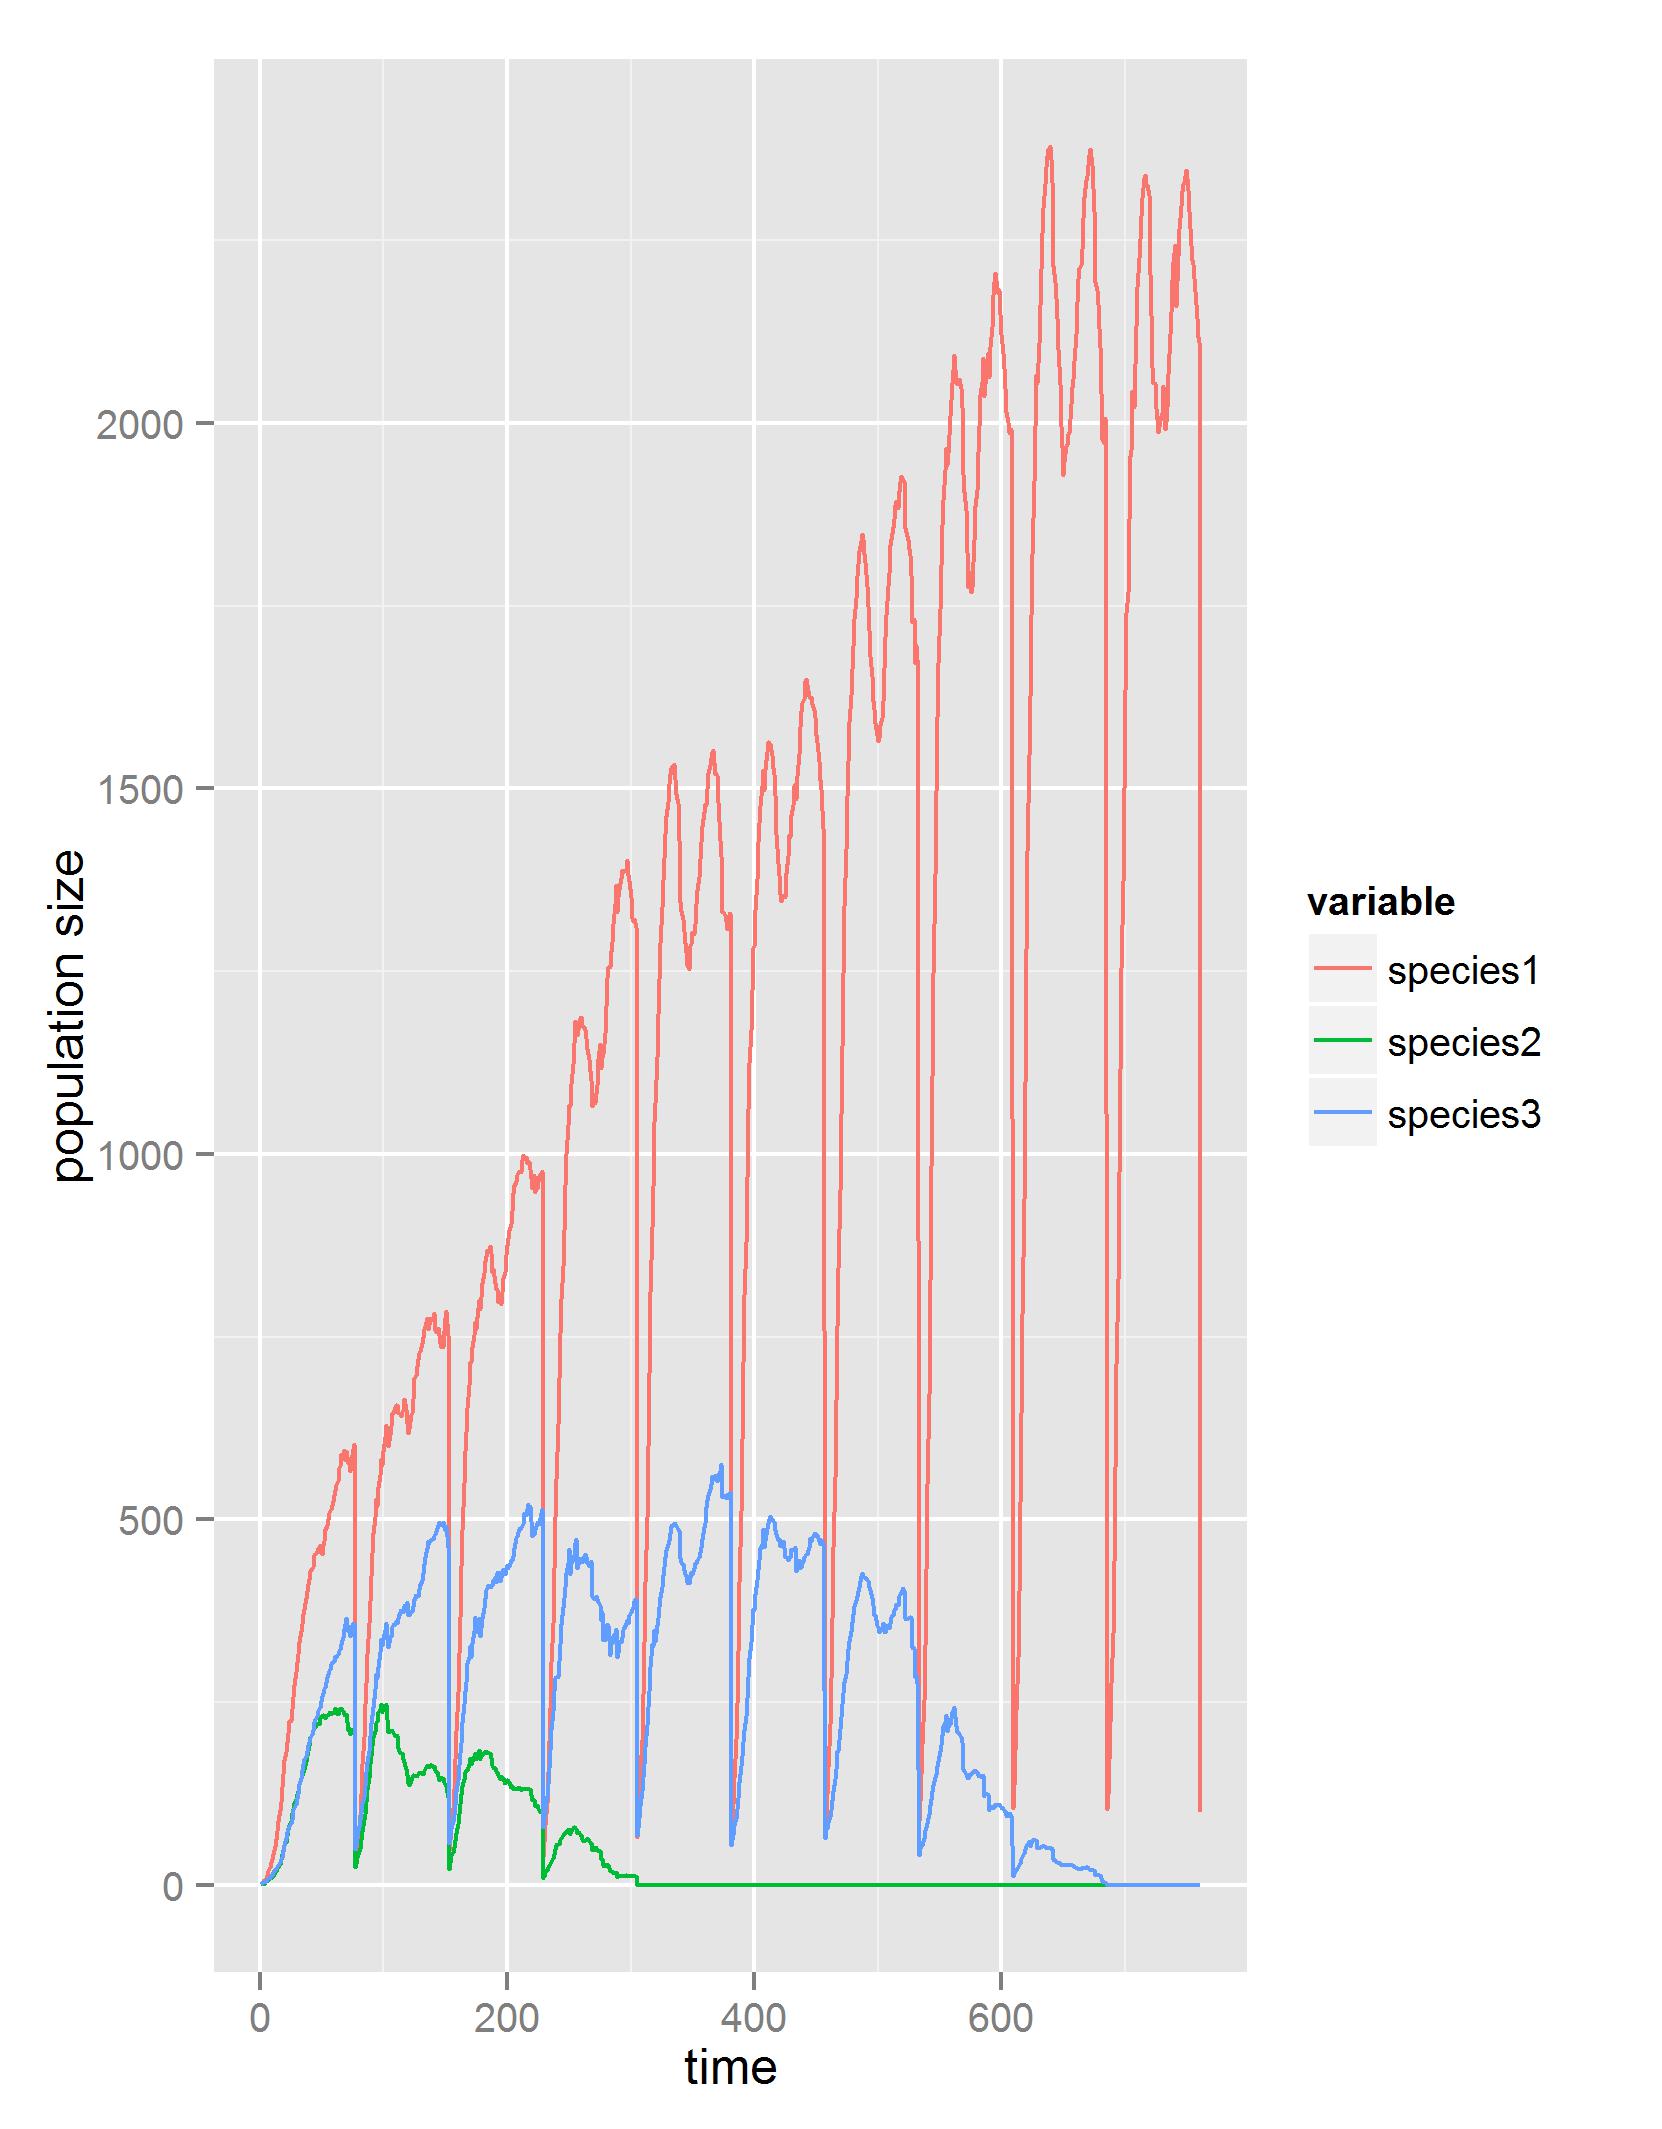 2000
1500
1000
500
0
population size
0 200 400 600
time
variable
species1
species2
species3